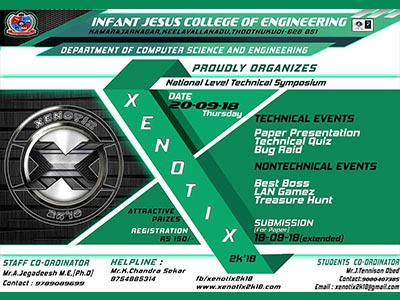 INFANT JESUS COLLEGE OF ENGINEERING
KAMARAJARNAGAR,KEELAVALLANADU,THOOTHUKUDI-628 851
DEPARTMENT OF COMPUTER SCIENCE AND ENGINEERING
PROUDLY ORGANIZES
National Level Technical Symposium
DATE
20-09-18
Thursday
XENOTIX
2k'18
XENOTIX
X
2K18
TECHNICAL EVENTS
Paper Presentation
Technical Quiz
Bug Raid
NONTECHNICAL EVENTS
Best Boss
LAN Gamez
Treasure Hunt
ATTRACTIVE
PRIZES
REGISTRATION
RS 150/-
SUBMISSION
(For Paper)
18-09-18(extended)
STAFF CO-ORDINATOR
Mr.A.Jegadeesh M.E.,(Ph.D)
Contact : 9789089699
HELPLINE :
Mr.K.Chandra Sekar
8754885314
fb/xenotix2k18
www.xenotix2k18.com
STUDENTS CO-ORDINATOR
Mr.J.Tennison Obed
Email : xenotix2k18@gmail.com